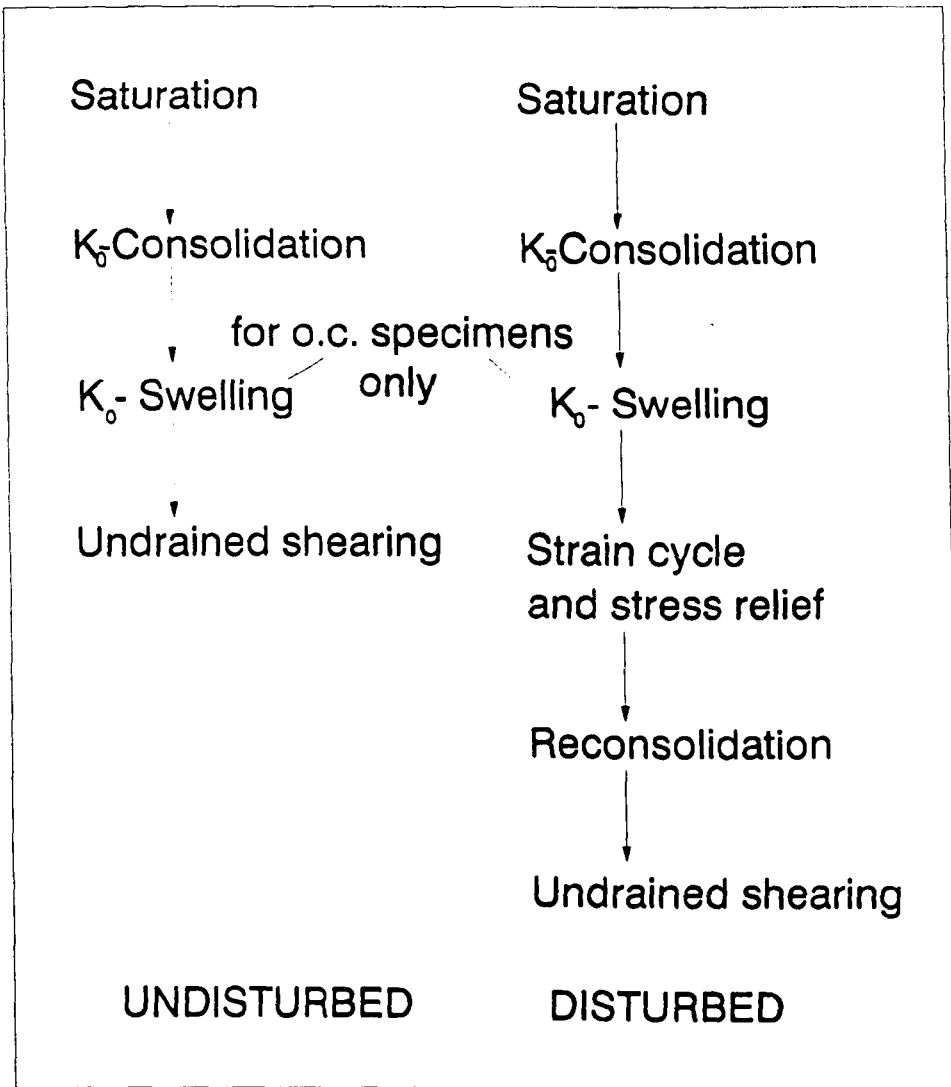 Saturation
K₀-Consolidation
for o.c. specimens
only
K₀- Swelling
Undrained shearing
UNDISTURBED
Saturation
K₀-Consolidation
K₀- Swelling
Strain cycle
and stress relief
Reconsolidation
Undrained shearing
DISTURBED